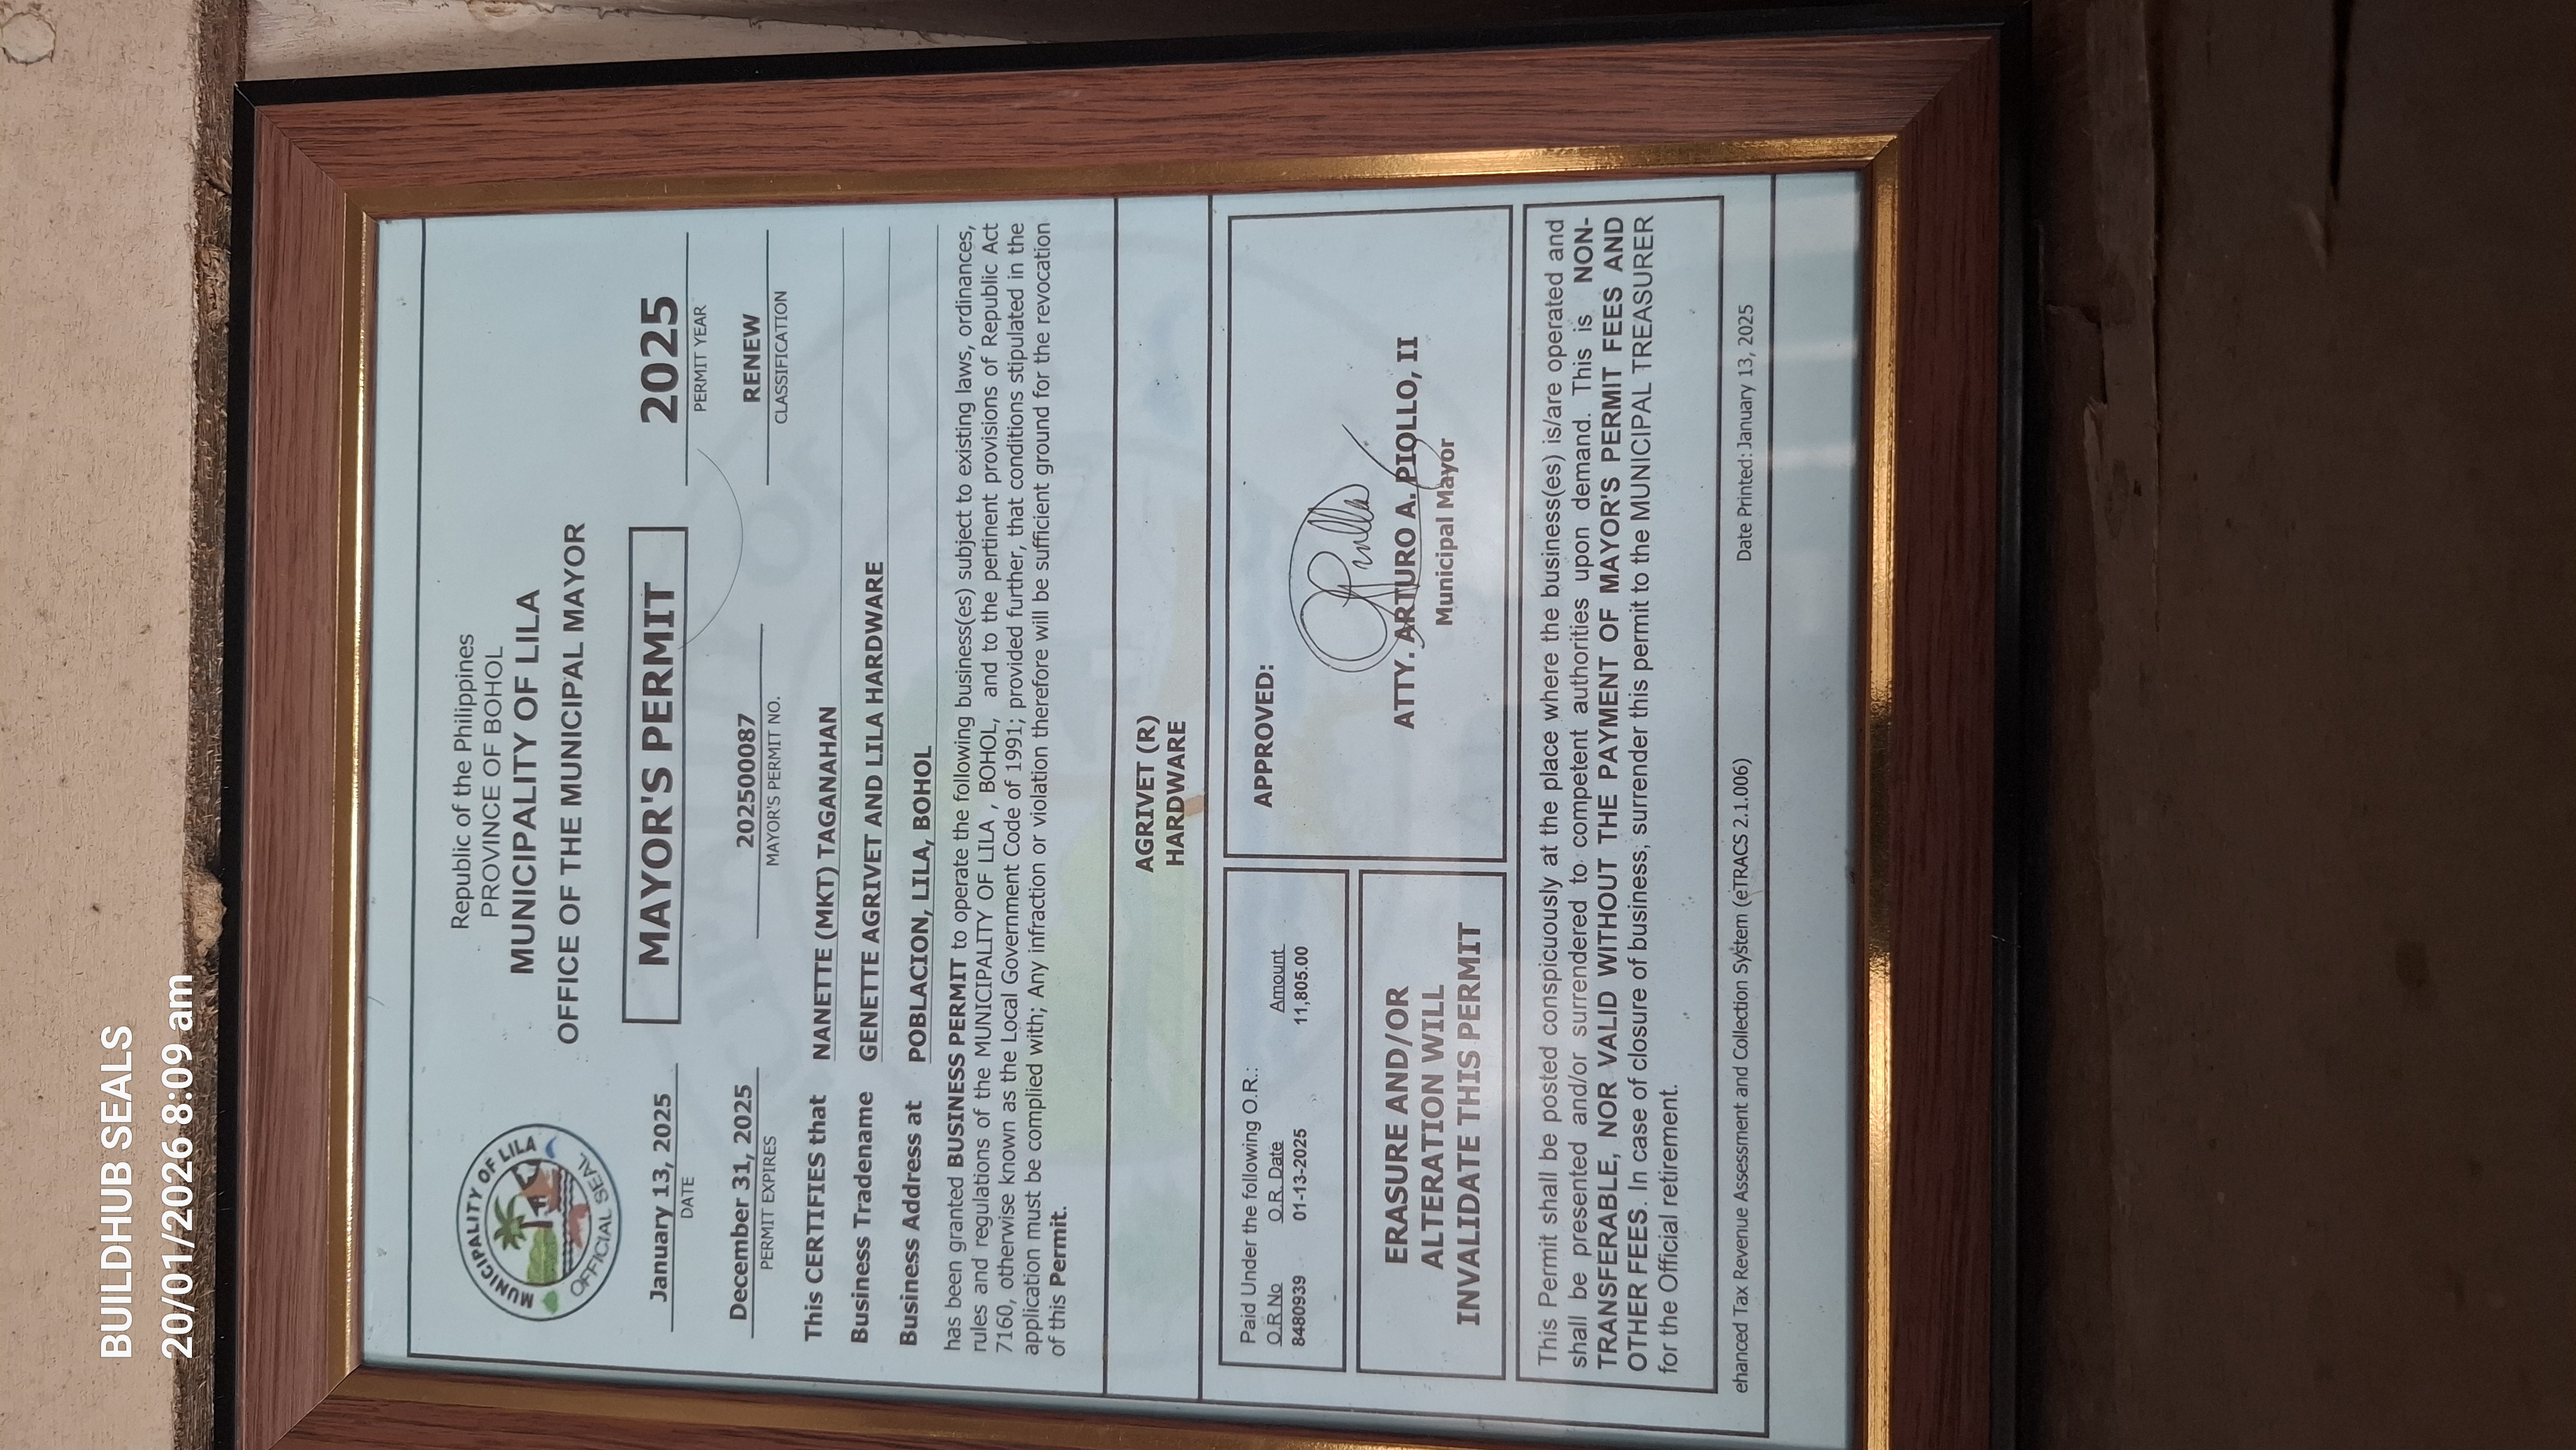 BUILDHUB SEALS
20/01/2026 8:09 am
MUNICIPALITY OF LILA
OFFICIAL SEAL
Republic of the Philippines
PROVINCE OF BOHOL
MUNICIPALITY OF LILA
OFFICE OF THE MUNICIPAL MAYOR
January 13, 2025
DATE
MAYOR'S PERMIT
2025
PERMIT YEAR
December 31, 2025
PERMIT EXPIRES
202500087
MAYOR'S PERMIT NO.
RENEW
CLASSIFICATION
This CERTIFIES that NANETTE (MKT) TAGANAHAN
Business Tradename GENETTE AGRIVET AND LILA HARDWARE
Business Address at POBLACION, LILA, BOHOL
has been granted BUSINESS PERMIT to operate the following business(es) subject to existing laws, ordinances,
rules and regulations of the MUNICIPALITY OF LILA , BOHOL, and to the pertinent provisions of Republic Act
7160, otherwise known as the Local Government Code of 1991; provided further, that conditions stipulated in the
application must be complied with; Any infraction or violation therefore will be sufficient ground for the revocation
of this Permit.
AGRIVET (R)
HARDWARE
Paid Under the following O.R.:
O.R No O.R. Date Amount
8480939 01-13-2025 11,805.00
ERASURE AND/OR
ALTERATION WILL
INVALIDATE THIS PERMIT
APPROVED:
ATTY. ARTURO A. PIOLLO, II
Municipal Mayor
This Permit shall be posted conspicuously at the place where the business(es) is/are operated and
shall be presented and/or surrendered to competent authorities upon demand. This is NON-
TRANSFERABLE, NOR VALID WITHOUT THE PAYMENT OF MAYOR'S PERMIT FEES AND
OTHER FEES. In case of closure of business, surrender this permit to the MUNICIPAL TREASURER
for the Official retirement.
ehanced Tax Revenue Assessment and Collection System (eTRACS 2.1.006)
Date Printed: January 13, 2025